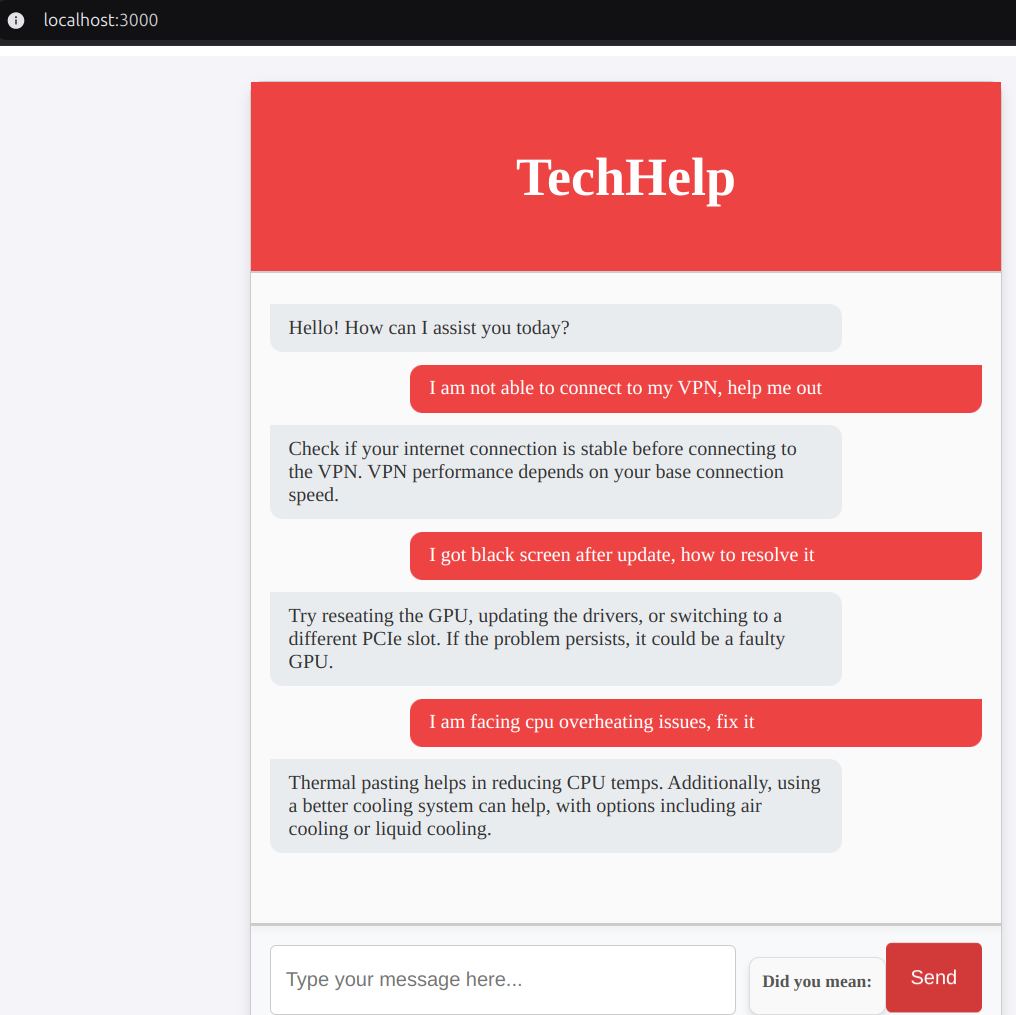 localhost:3000
TechHelp
Hello! How can I assist you today?
I am not able to connect to my VPN, help me out
Check if your internet connection is stable before connecting to
the VPN. VPN performance depends on your base connection
speed.
I got black screen after update, how to resolve it
Try reseating the GPU, updating the drivers, or switching to a
different PCIe slot. If the problem persists, it could be a faulty
GPU.
I am facing cpu overheating issues, fix it
Thermal pasting helps in reducing CPU temps. Additionally, using
a better cooling system can help, with options including air
cooling or liquid cooling.
Type your message here...
Did you mean:
Send